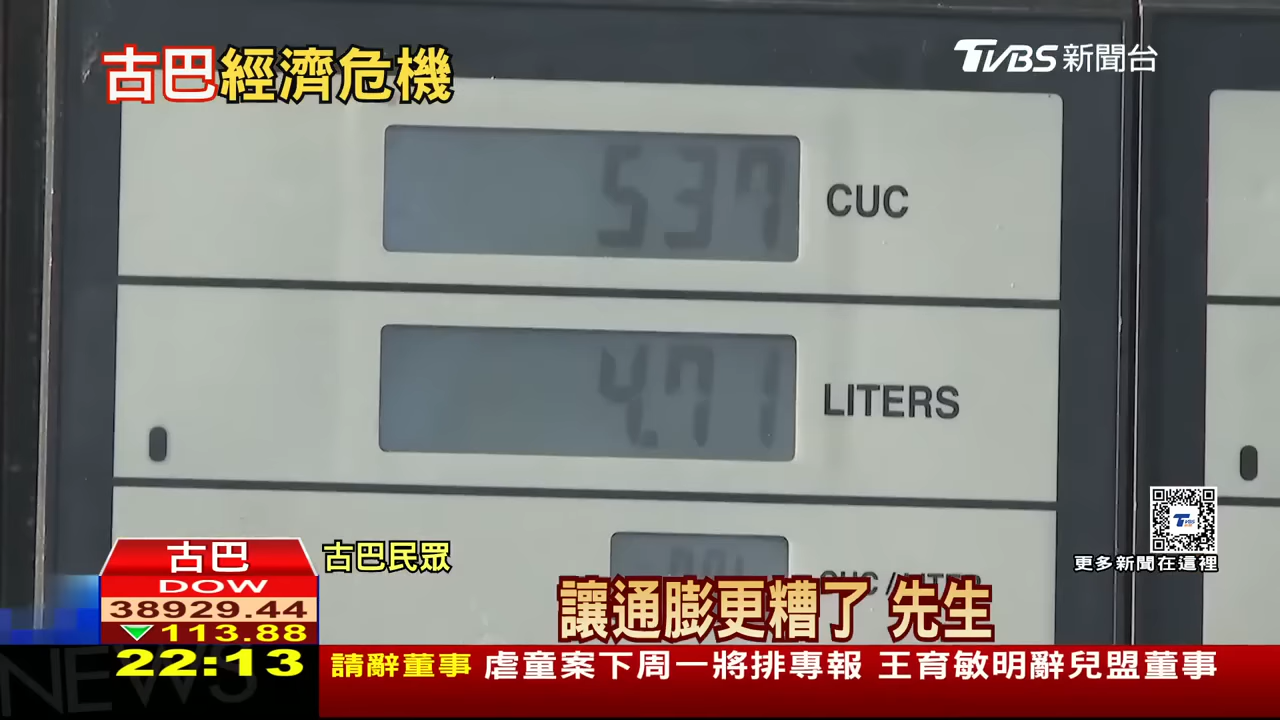 古巴經濟危機
TVBS新聞台
537 CUC
4.71 LITERS
CUC/LITER
更多新聞在這裡
古巴
古巴民眾
DOW
38929.44
113.88
讓通膨更糟了 先生
22:13
請辭董事 虐童案下周一將排專報 王育敏明辭兒盟董事
NEWS